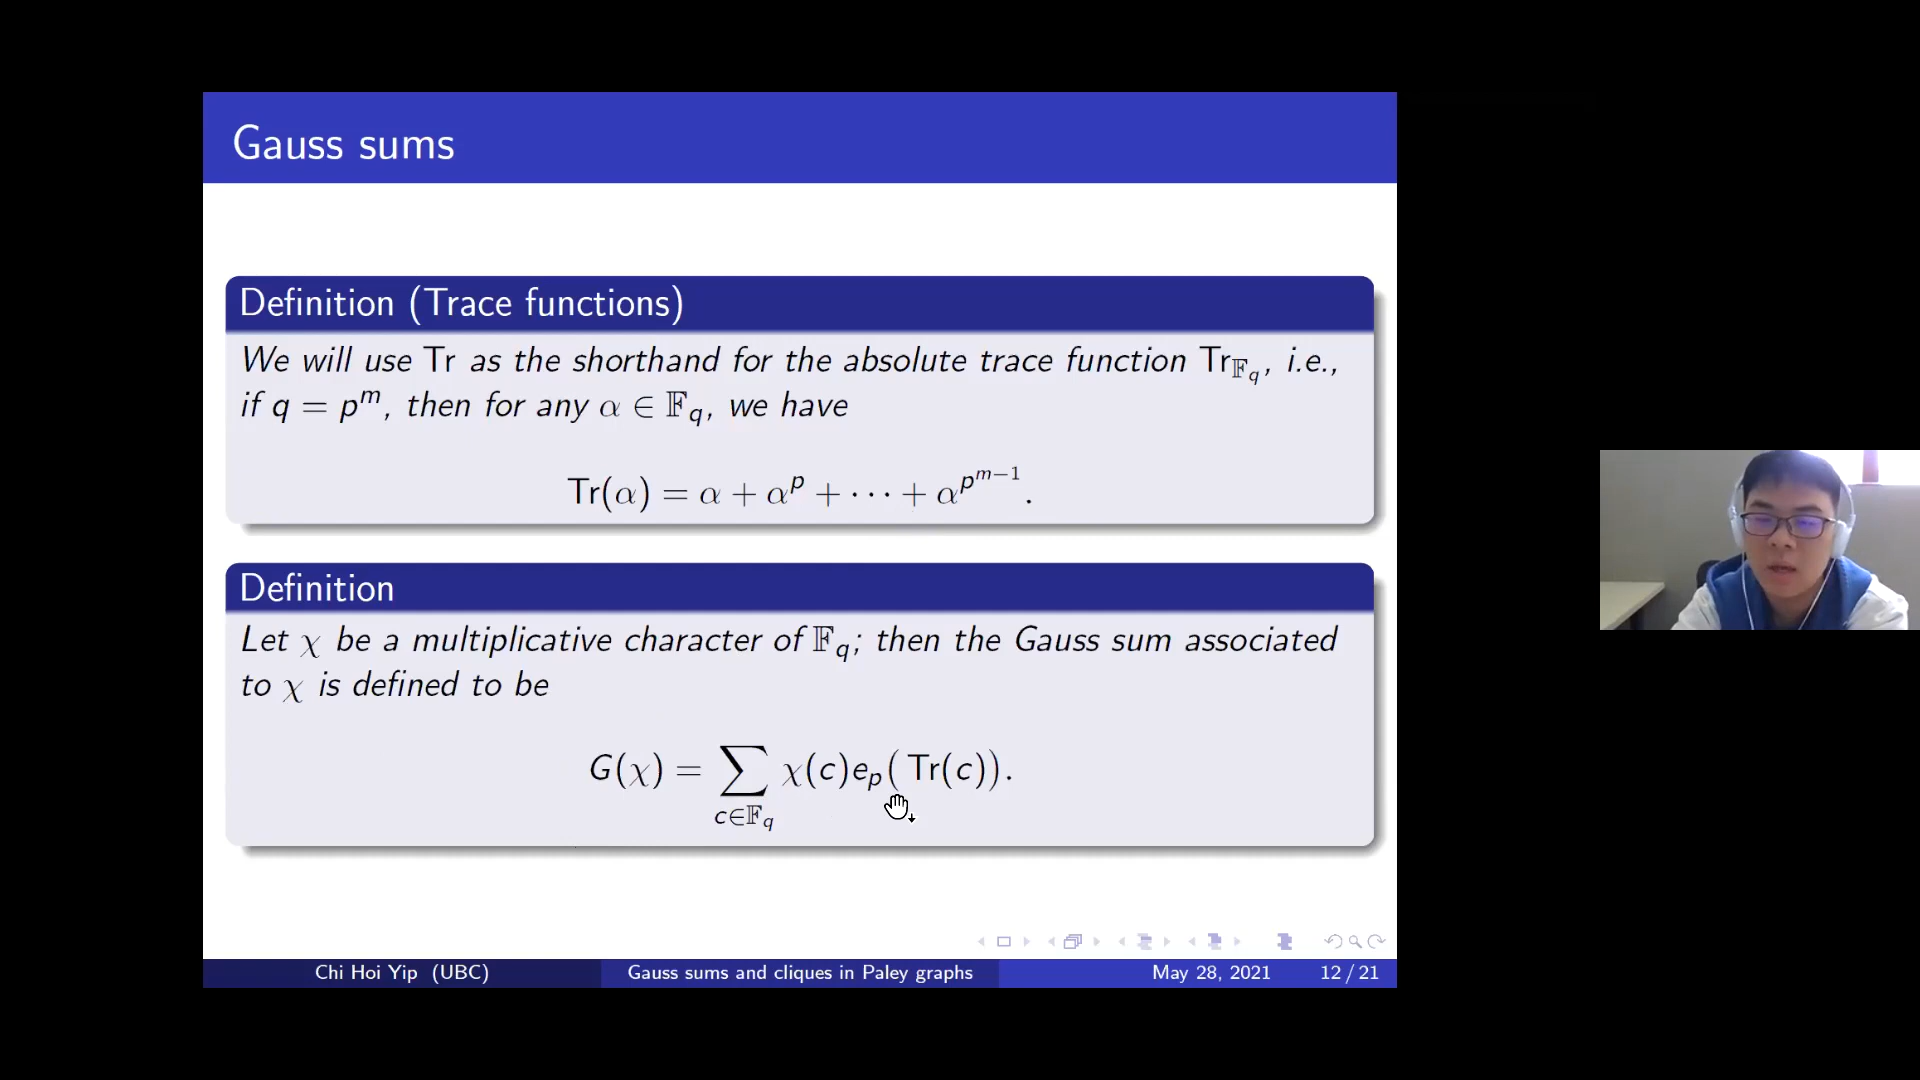 Gauss sums
Definition (Trace functions)
We will use Tr as the shorthand for the absolute trace function Tr_{𝔽_q}, i.e.,
if q = p^m, then for any α ∈ 𝔽_q, we have
Tr(α) = α + α^p + ··· + α^{p^{m−1}}.
Definition
Let χ be a multiplicative character of 𝔽_q; then the Gauss sum associated
to χ is defined to be
G(χ) = ∑_{c∈𝔽_q} χ(c)e_p(Tr(c)).
Chi Hoi Yip (UBC) Gauss sums and cliques in Paley graphs May 28, 2021 12 / 21